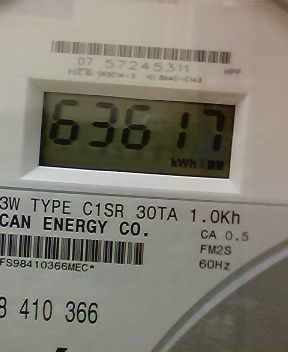 07 57245311
MPP
63617
kWh
3W TYPE C1SR 30TA 1.0Kh
CAN ENERGY CO.
CA 0.5
FM2S
FS98410366MEC*
60Hz
8 410 366